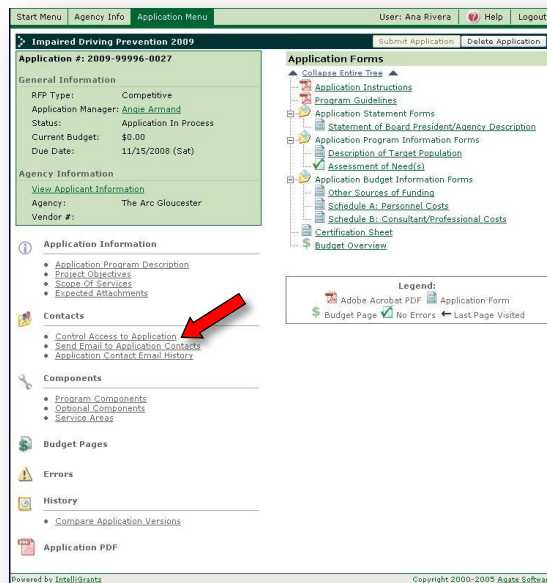 Start Menu Agency Info Application Menu User: Ana Rivera Help Logout
Impaired Driving Prevention 2009 Submit Application Delete Application
Application #: 2009-99996-0027
General Information
RFP Type: Competitive
Application Manager: Angie Armand
Status: Application In Process
Current Budget: $0.00
Due Date: 11/15/2008 (Sat)
Agency Information
View Applicant Information
Agency: The Arc Gloucester
Vendor #:
Application Information
Application Program Description
Project Objectives
Scope Of Services
Expected Attachments
Contacts
Control Access to Application
Send Email to Application Contacts
Application Contact Email History
Components
Program Components
Optional Components
Service Areas
Budget Pages
Errors
History
Compare Application Versions
Application PDF
Application Forms
Collapse Entire Tree
Application Instructions
Program Guidelines
Application Statement Forms
Statement of Board President/Agency Description
Application Program Information Forms
Description of Target Population
Assessment of Need(s)
Application Budget Information Forms
Other Sources of Funding
Schedule A: Personnel Costs
Schedule B: Consultant/Professional Costs
Certification Sheet
$ Budget Overview
Legend:
Adobe Acrobat PDF Application Form
$ Budget Page No Errors Last Page Visited
Powered by IntelliGrants Copyright 2000-2005 Agate Software